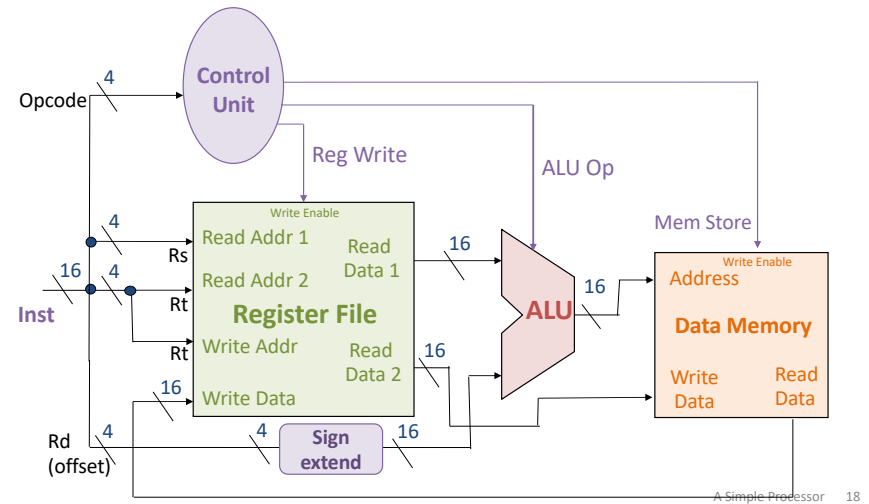 4
Control
Unit
Opcode
Reg Write
ALU Op
Mem Store
Write Enable
4
Rs
Read Addr 1
Read
Data 1
16
16
4
Inst
Rt
Read Addr 2
Register File
Rt
Write Addr
Read
Data 2
16
16
Write Data
ALU
16
Write Enable
Address
Data Memory
Write
Data
Read
Data
Rd
(offset)
4
4
Sign
extend
16
A Simple Processor 18